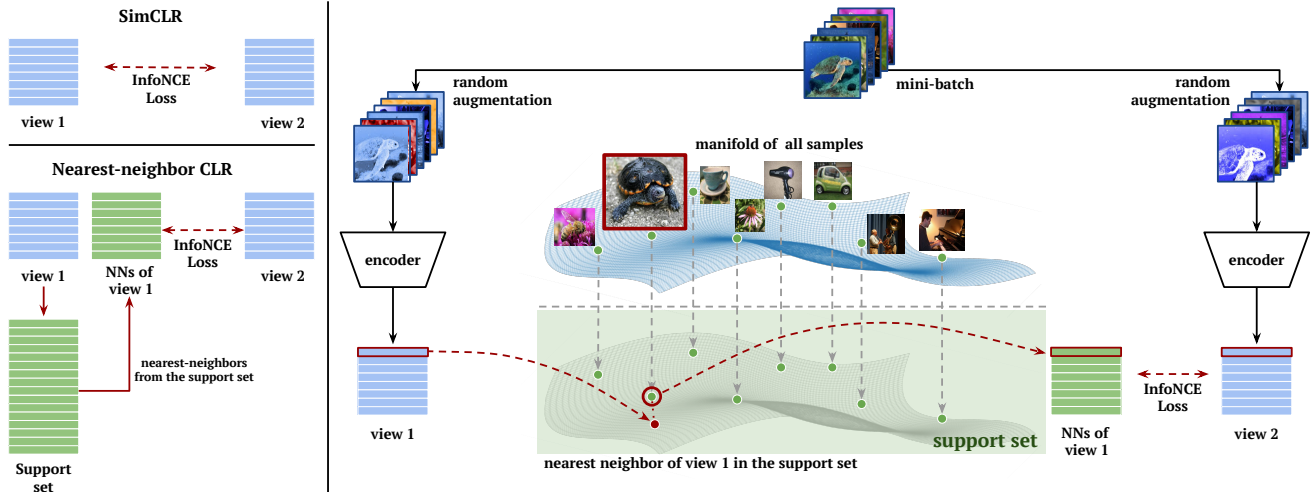 SimCLR
InfoNCE
Loss
view 1
view 2
Nearest-neighbor CLR
InfoNCE
Loss
view 1
NNs of
view 1
view 2
nearest-neighbors
from the support set
Support
set
random
augmentation
mini-batch
random
augmentation
manifold of all samples
encoder
encoder
view 1
support set
nearest neighbor of view 1 in the support set
NNs of
view 1
InfoNCE
Loss
view 2